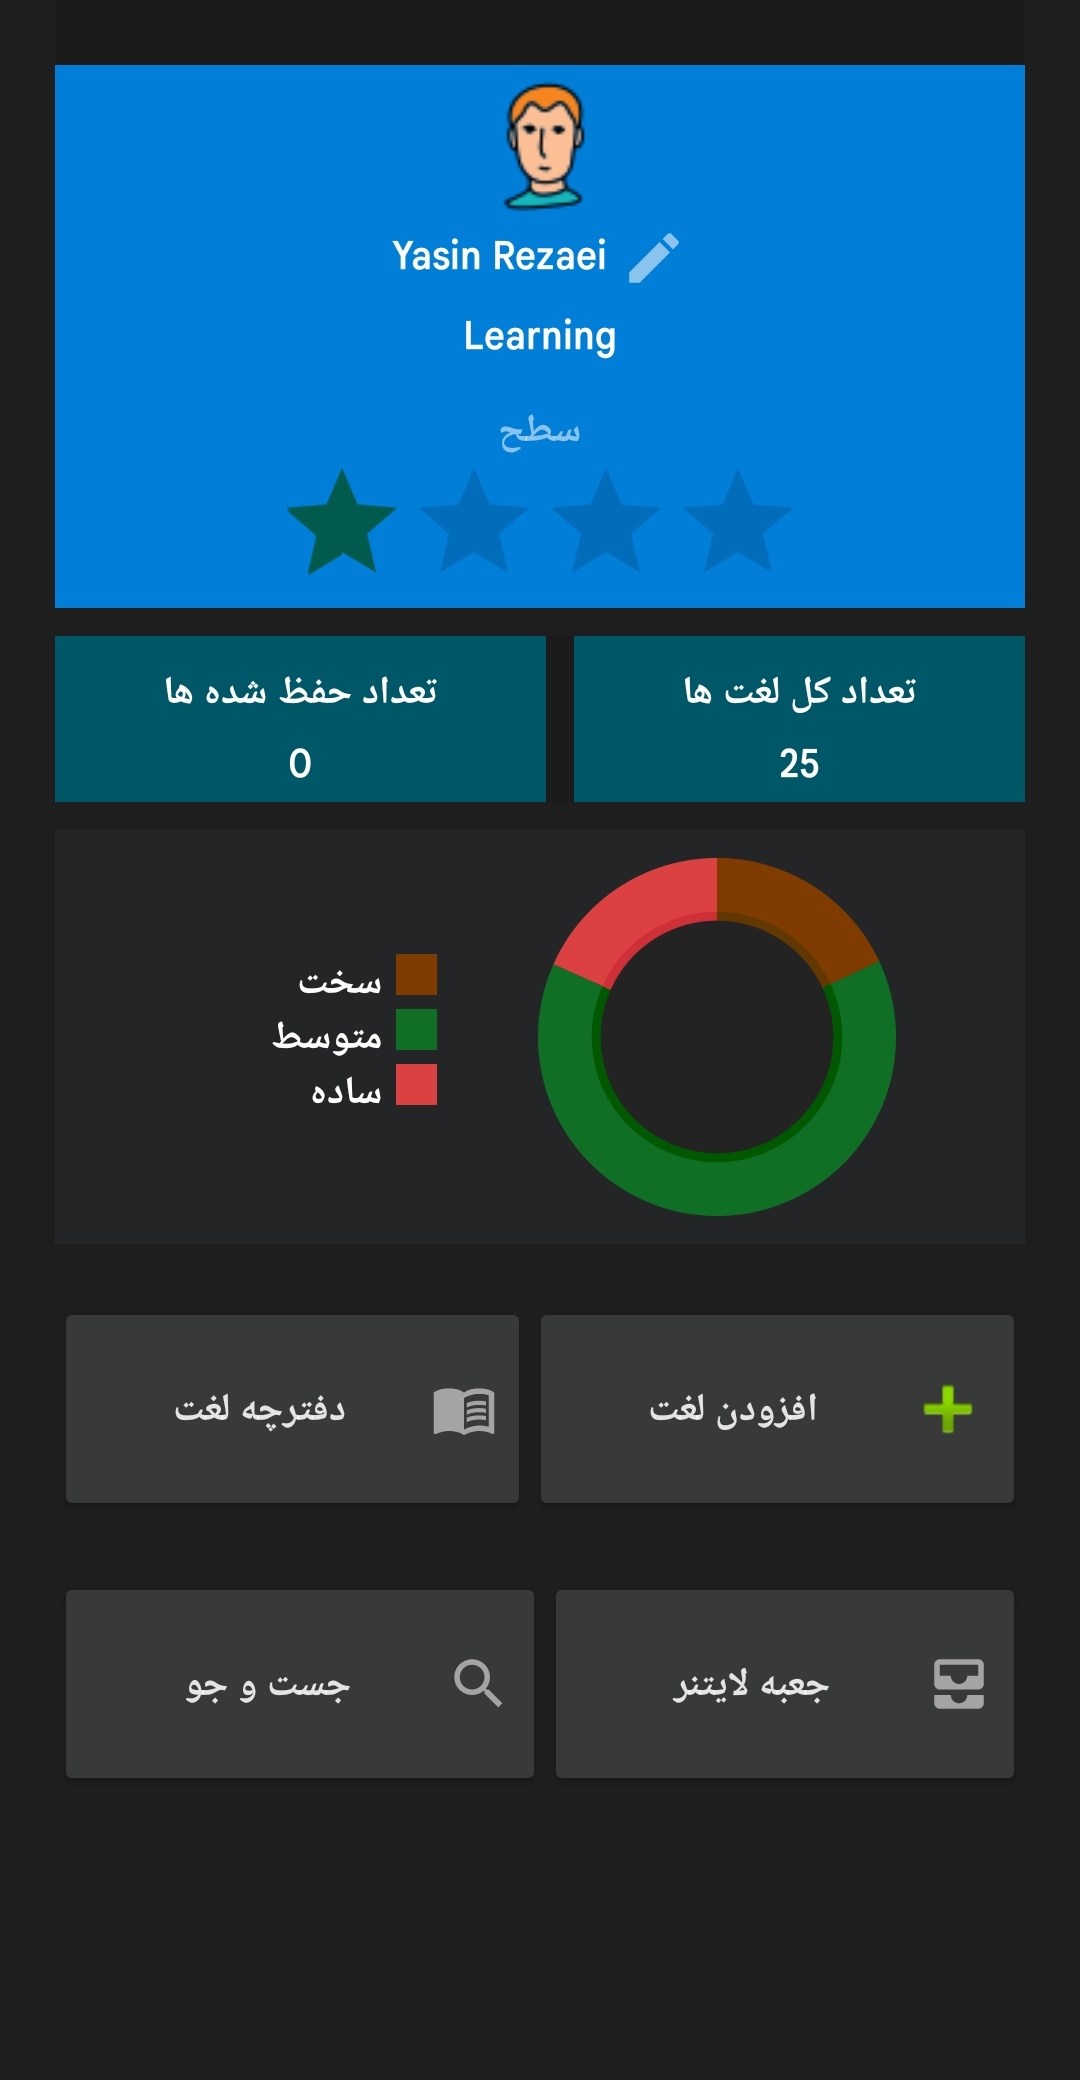 Yasin Rezaei
Learning
سطح
تعداد کل لغت ها
25
تعداد حفظ شده ها
0
سخت
متوسط
ساده
افزودن لغت
دفترچه لغت
جعبه لایتنر
جست و جو